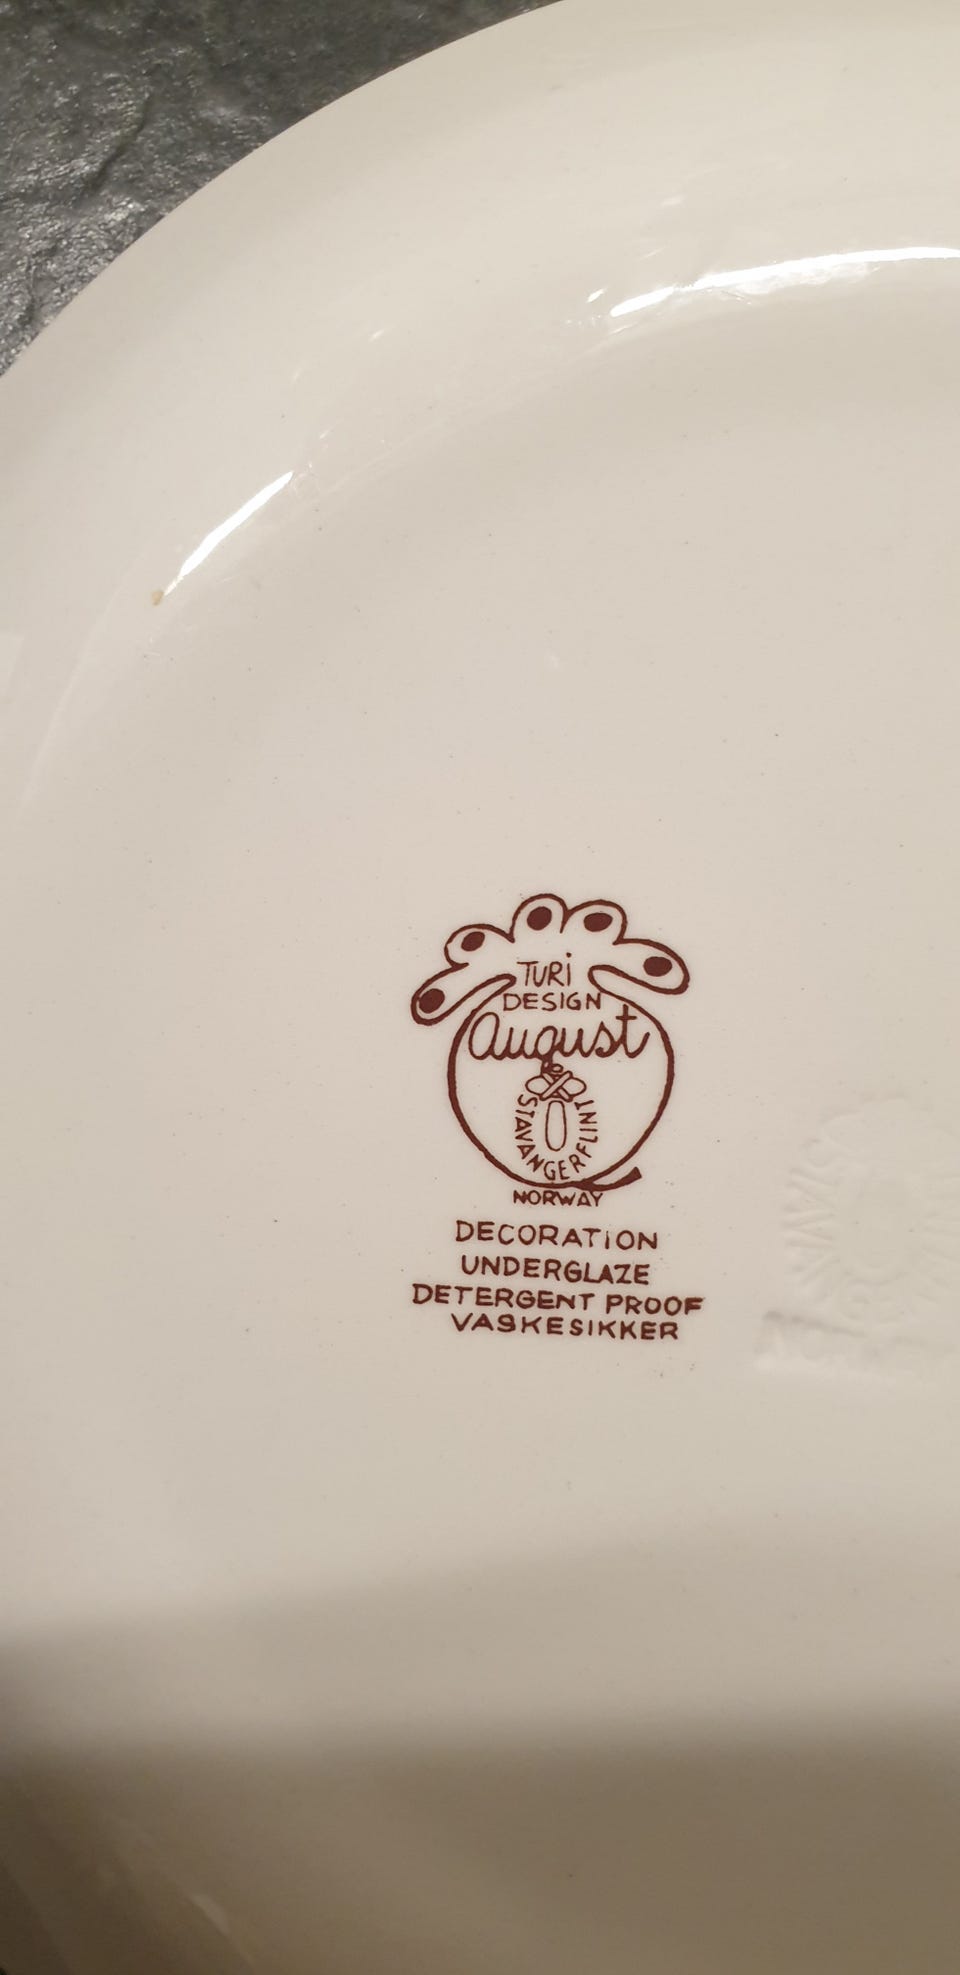 TURi
DESIGN
august
STAVANGERFLINT
NORWAY
DECORATiON
UNDERGLAZE
DETERGENT PROOF
VASKESIKKER